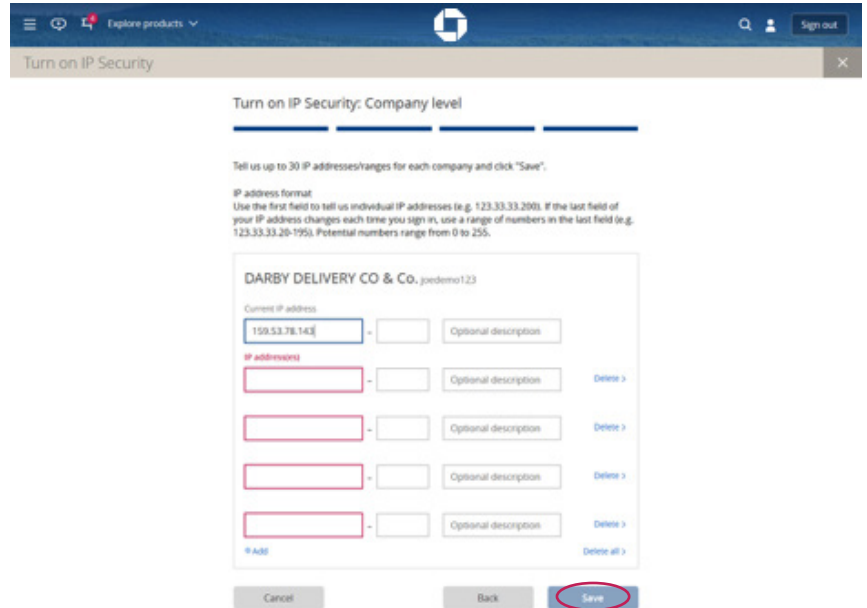 4 Explore products Sign out
Turn on IP Security
Turn on IP Security: Company level
Tell us up to 30 IP addresses/ranges for each company and click "Save".
IP address format
Use the first field to tell us individual IP addresses (e.g. 123.33.33.200). If the last field of
your IP address changes each time you sign in, use a range of numbers in the last field (e.g.
123.33.33.20-195). Potential numbers range from 0 to 255.
DARBY DELIVERY CO & Co. joedemo123
Current IP address
159.53.78.143 - Optional description
IP address(es)
- Optional description Delete >
- Optional description Delete >
- Optional description Delete >
- Optional description Delete >
Add Delete all >
Cancel Back Save